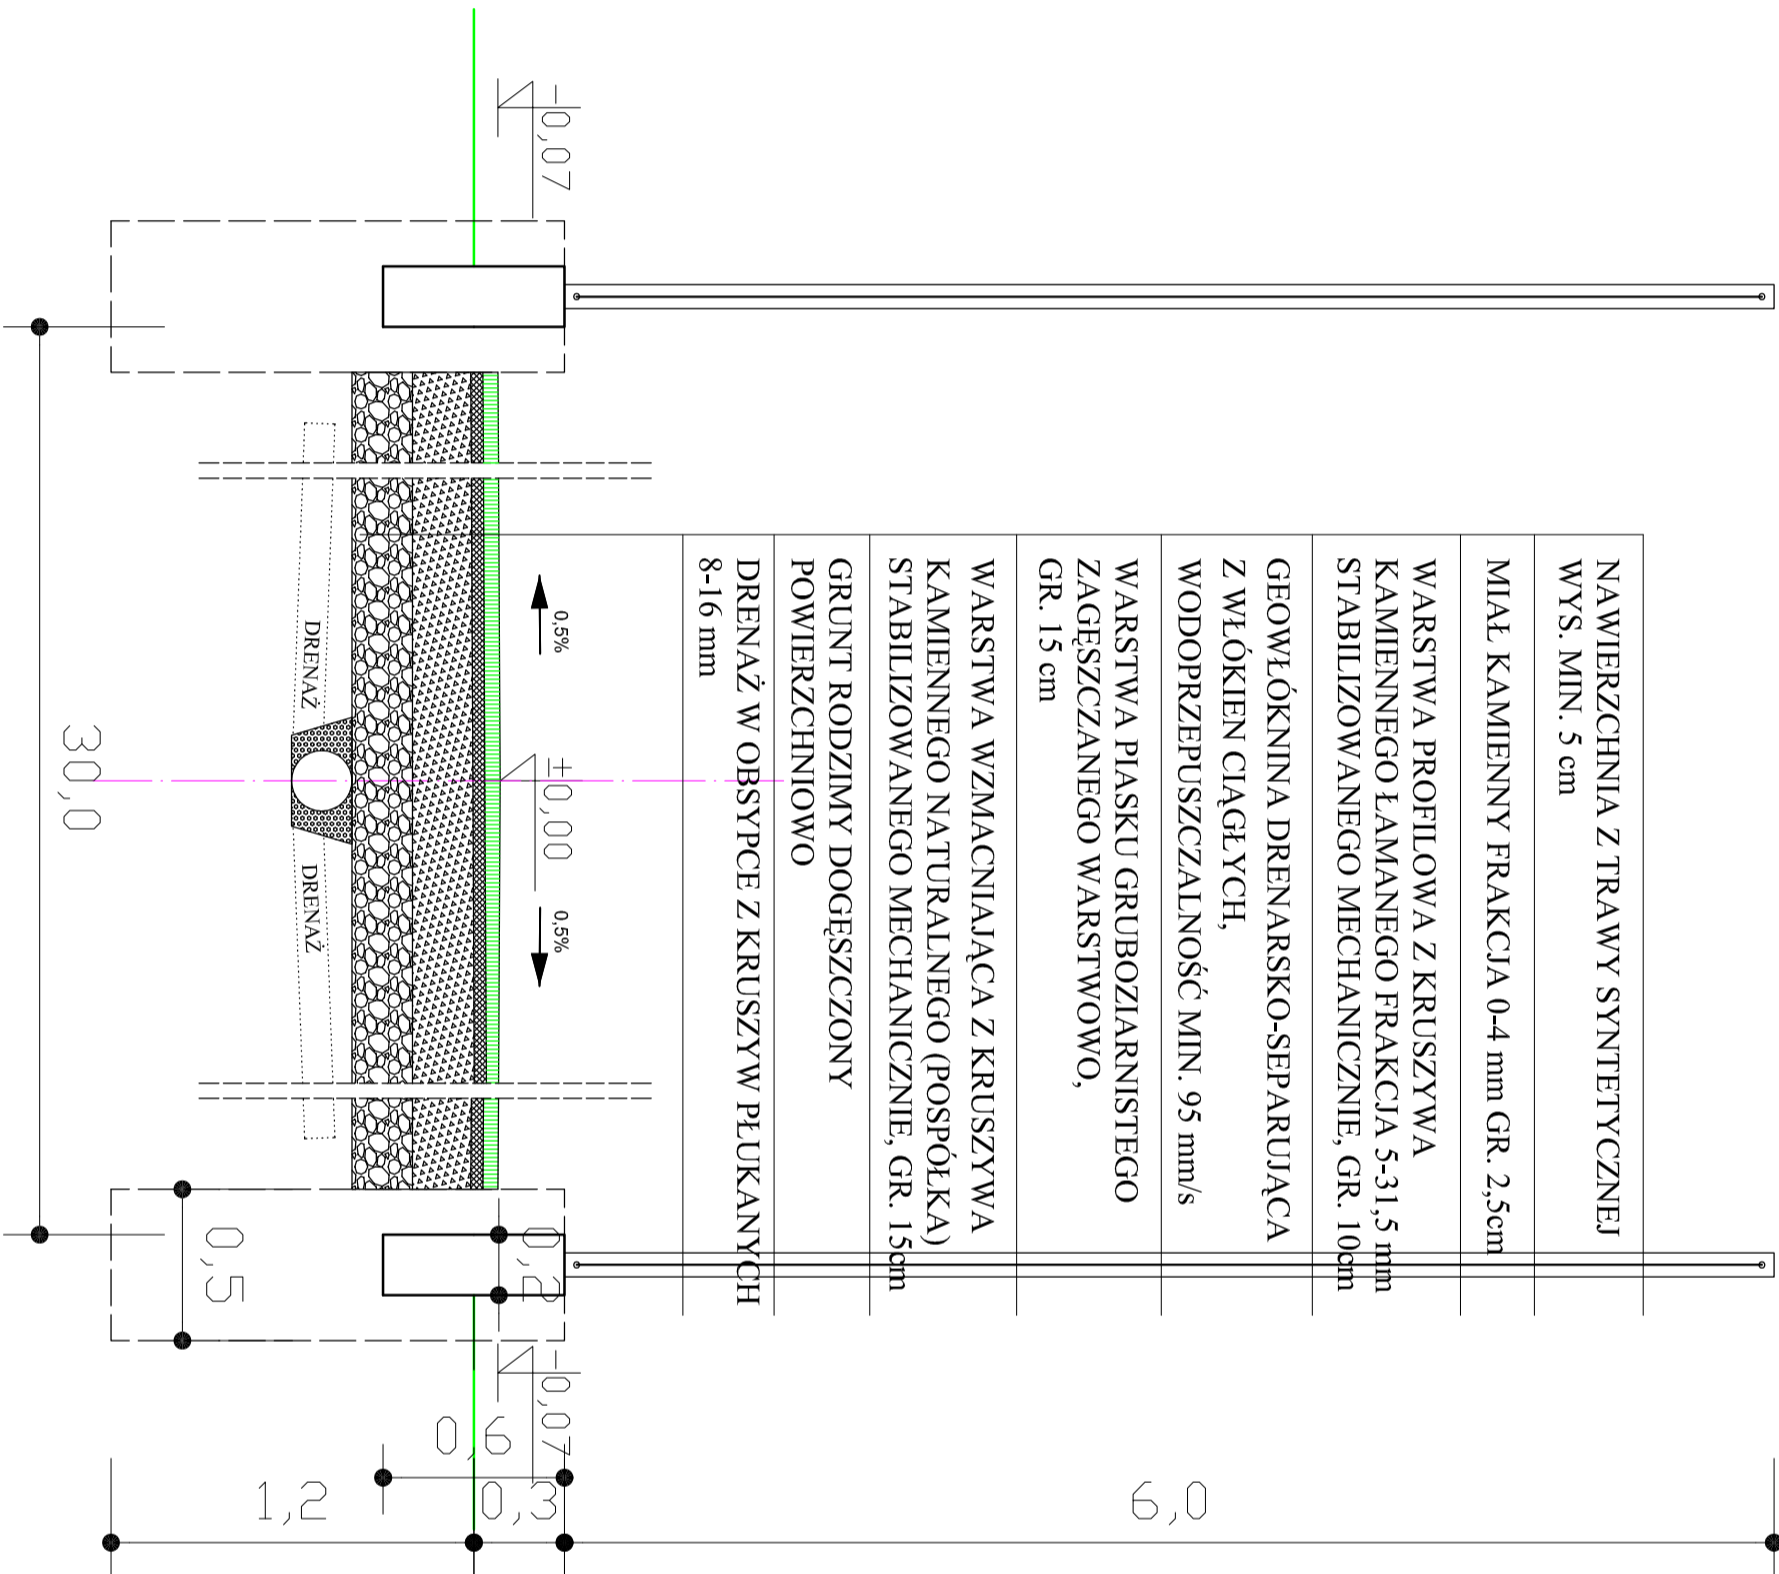 NAWIERZCHNIA Z TRAWY SYNTETYCZNEJ
WYS. MIN. 5 cm
MIAŁ KAMIENNY FRAKCJA 0-4 mm GR. 2,5cm
WARSTWA PROFILOWA Z KRUSZYWA
KAMIENNEGO ŁAMANEGO FRAKCJA 5-31,5 mm
STABILIZOWANEGO MECHANICZNIE, GR. 10cm
GEOWŁÓKNINA DRENARSKO-SEPARUJĄCA
Z WŁÓKIEN CIĄGŁYCH,
WODOPRZEPUSZCZALNOŚĆ MIN. 95 mm/s
WARSTWA PIASKU GRUBOZIARNISTEGO
ZAGĘSZCZANEGO WARSTWOWO,
GR. 15 cm
WARSTWA WZMACNIAJĄCA Z KRUSZYWA
KAMIENNEGO NATURALNEGO (POSPÓŁKA)
STABILIZOWANEGO MECHANICZNIE, GR. 15cm
GRUNT RODZIMY DOGĘSZCZONY
POWIERZCHNIOWO
DRENAŻ W OBSYPCE Z KRUSZYW PŁUKANYCH
8-16 mm
-0,07
0,5%
±0,00
0,5%
0,2
-0,07
DRENAŻ
DRENAŻ
0,5
30,0
6,0
0,3
0,6
1,2